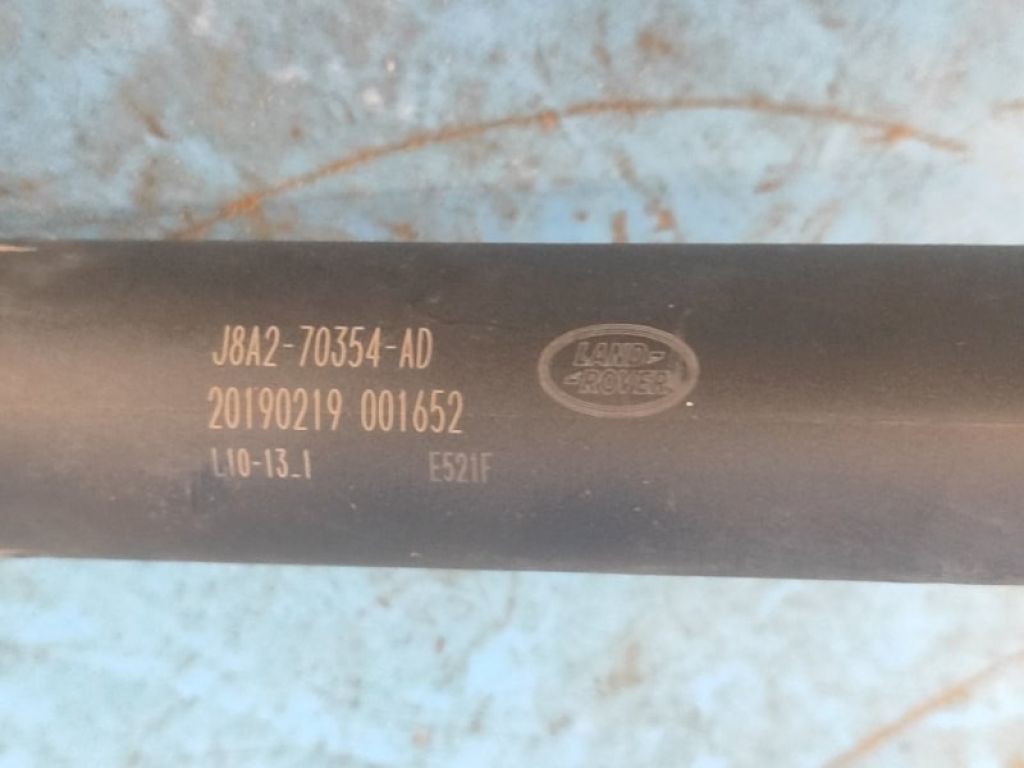 J8A2-70354-AD
20190219 001652
L10-13_1 E521F
LAND-
-ROVER